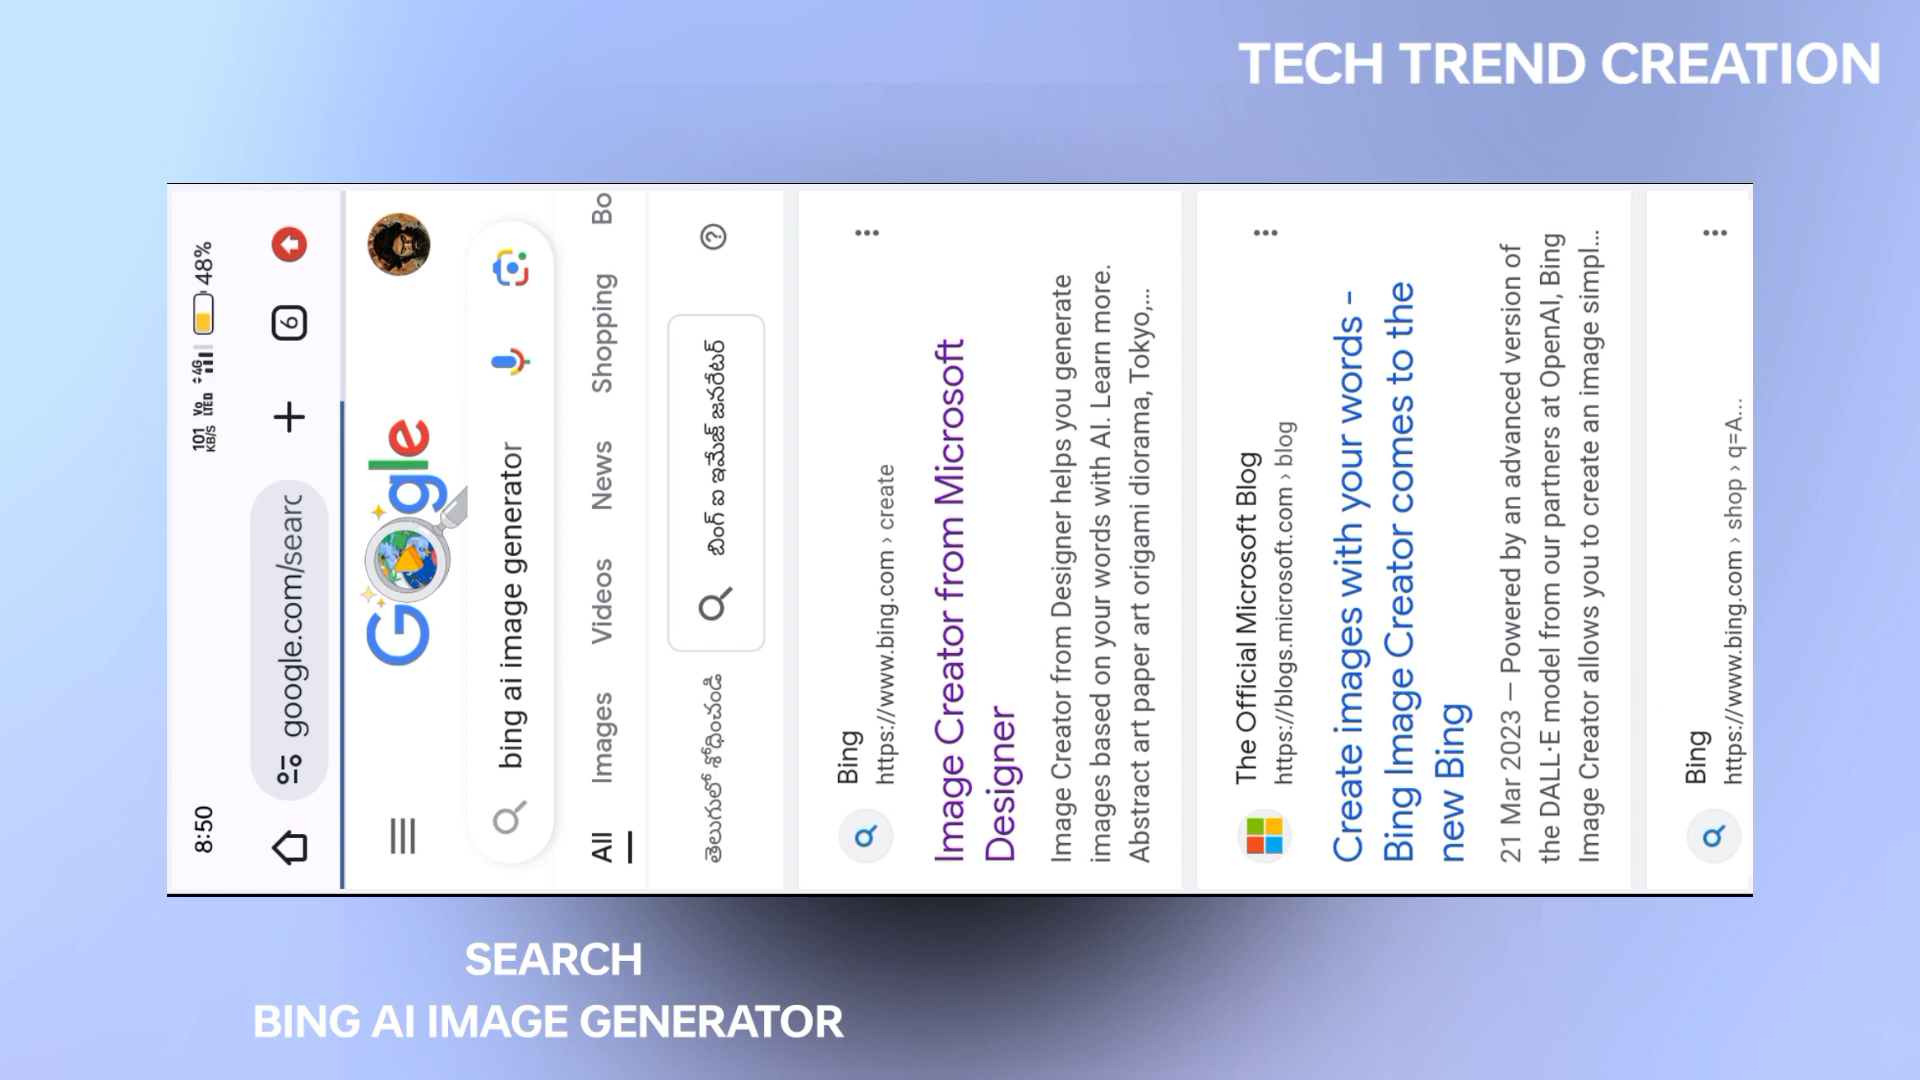 TECH TREND CREATION
8:50
101 KB/S Vo LTED 4G 48%
google.com/searc
6
Google
bing ai image generator
All Images Videos News Shopping Bo
తెలుగులో శోధించండి
బింగ్ ఐ ఇమేజ్ జనరేటర్
Bing
https://www.bing.com › create
Image Creator from Microsoft
Designer
Image Creator from Designer helps you generate
images based on your words with AI. Learn more.
Abstract art paper art origami diorama, Tokyo,...
The Official Microsoft Blog
https://blogs.microsoft.com › blog
Create images with your words -
Bing Image Creator comes to the
new Bing
21 Mar 2023 — Powered by an advanced version of
the DALL∙E model from our partners at OpenAI, Bing
Image Creator allows you to create an image simpl...
Bing
https://www.bing.com › shop › q=A...
SEARCH
BING AI IMAGE GENERATOR